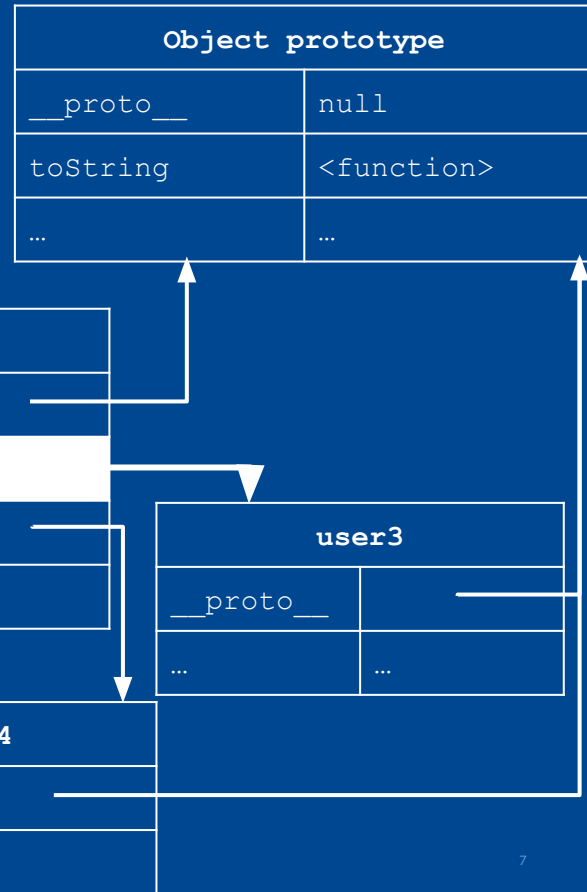 Object prototype
__proto__ null
toString <function>
… …
user3
__proto__
… …
4
7